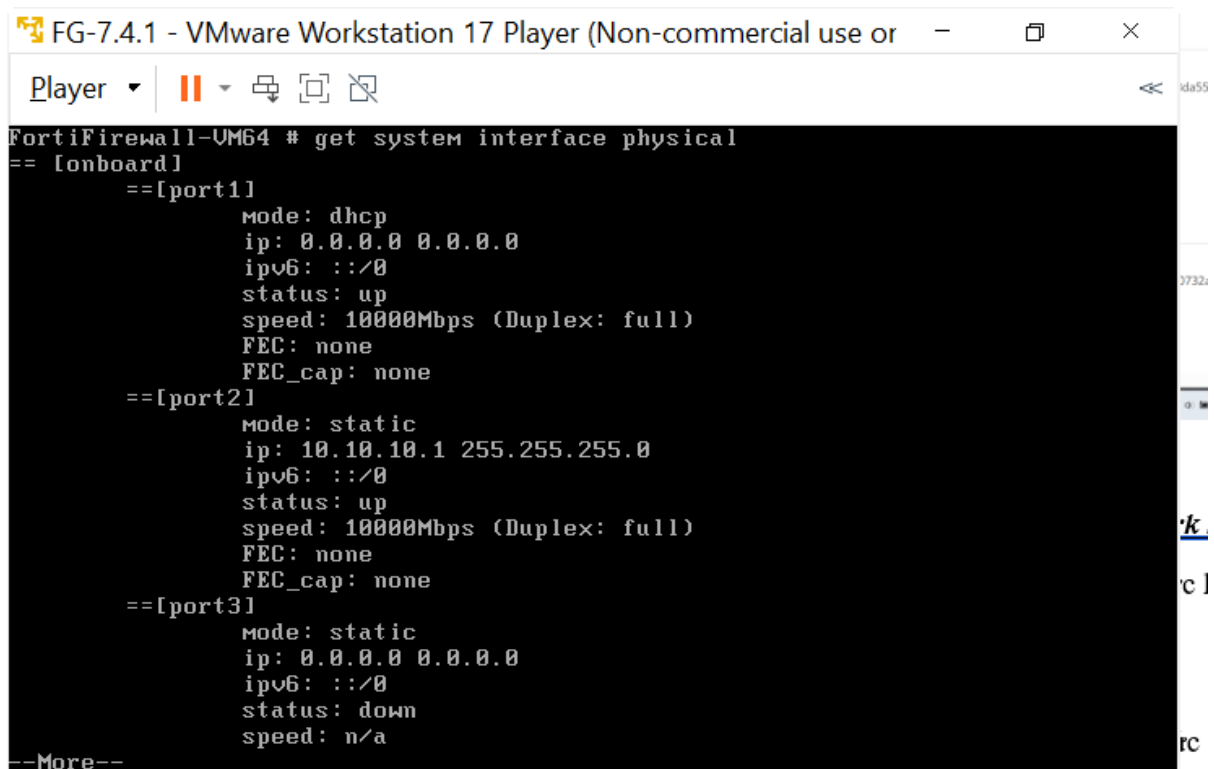 FG-7.4.1 - VMware Workstation 17 Player (Non-commercial use or
Player
FortiFirewall-VM64 # get system interface physical
== [onboard]
==[port1]
mode: dhcp
ip: 0.0.0.0 0.0.0.0
ipv6: ::/0
status: up
speed: 10000Mbps (Duplex: full)
FEC: none
FEC_cap: none
==[port2]
mode: static
ip: 10.10.10.1 255.255.255.0
ipv6: ::/0
status: up
speed: 10000Mbps (Duplex: full)
FEC: none
FEC_cap: none
==[port3]
mode: static
ip: 0.0.0.0 0.0.0.0
ipv6: ::/0
status: down
speed: n/a
--More--